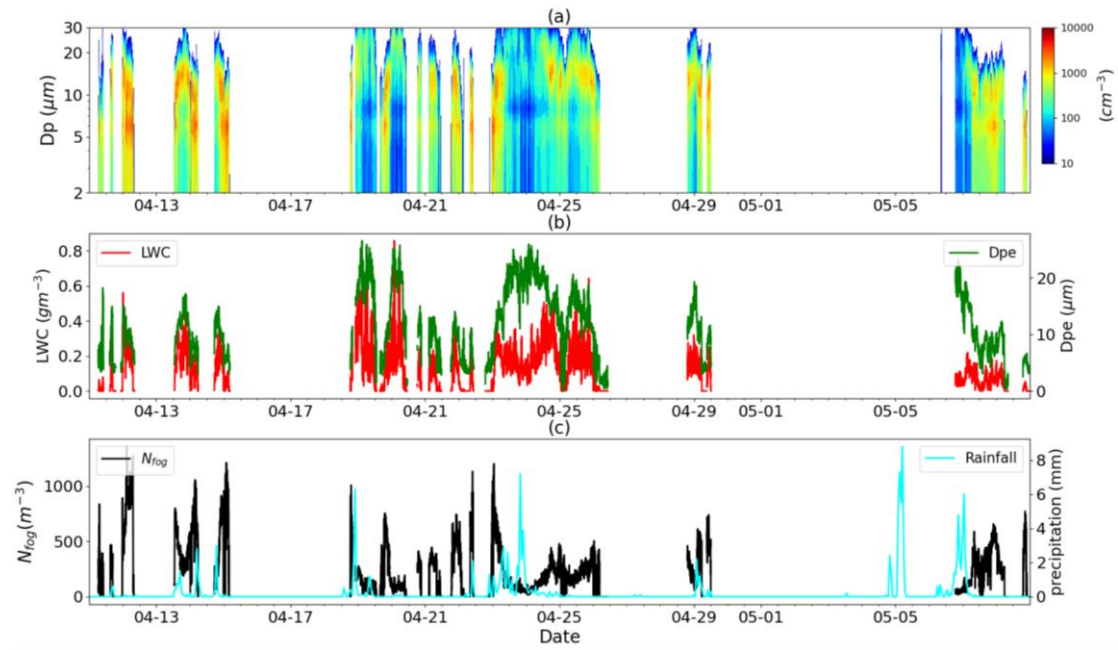 (a)
30
20
10
5
2
Dp (μm)
04-13 04-17 04-21 04-25 04-29 05-01 05-05
10000
1000
100
10
(cm⁻³)
(b)
LWC
Dpe
0.8
0.6
0.4
0.2
0.0
LWC (gm⁻³)
20
10
0
Dpe (μm)
04-13 04-17 04-21 04-25 04-29 05-01 05-05
(c)
N_fog
Rainfall
1000
500
0
N_fog(m⁻³)
8
6
4
2
0
precipitation (mm)
04-13 04-17 04-21 04-25 04-29 05-01 05-05
Date